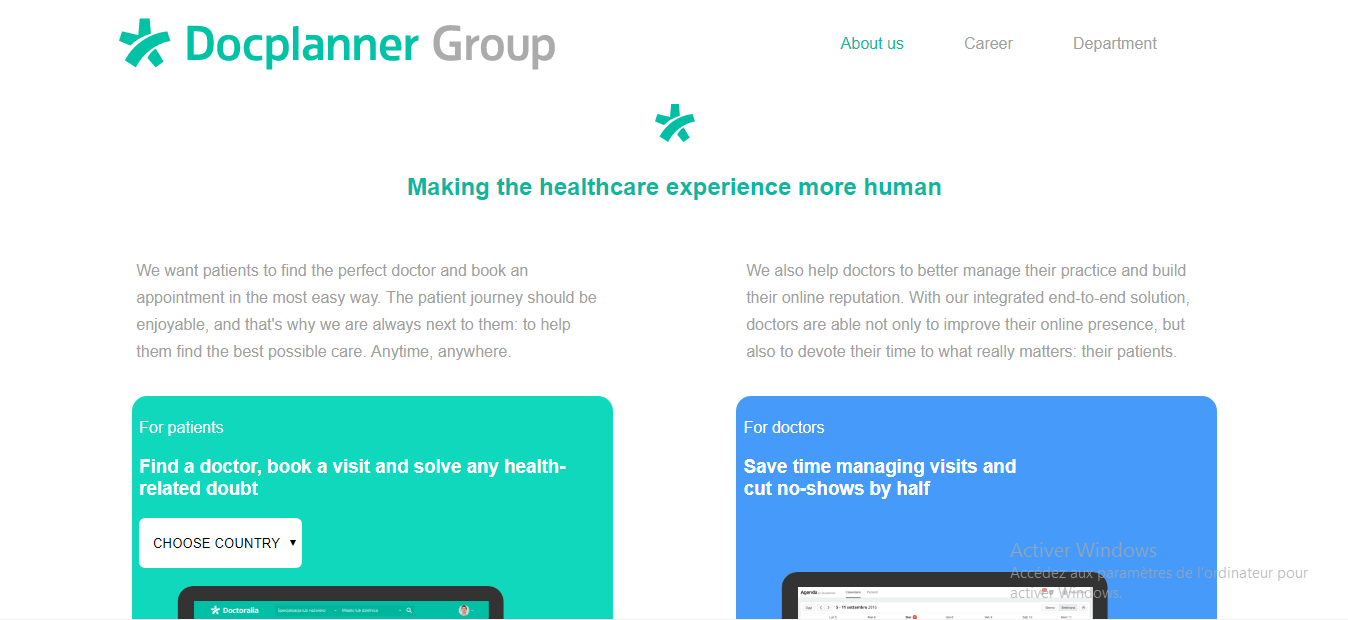 Docplanner Group
About us
Career
Department
Making the healthcare experience more human
We want patients to find the perfect doctor and book an
appointment in the most easy way. The patient journey should be
enjoyable, and that's why we are always next to them: to help
them find the best possible care. Anytime, anywhere.
We also help doctors to better manage their practice and build
their online reputation. With our integrated end-to-end solution,
doctors are able not only to improve their online presence, but
also to devote their time to what really matters: their patients.
For patients
Find a doctor, book a visit and solve any health-
related doubt
CHOOSE COUNTRY
Doctoralia
For doctors
Save time managing visits and
cut no-shows by half
Agenda
5 - 11 settembre 2016
Activer Windows
Accédez aux paramètres de l'ordinateur pour
activer Windows.